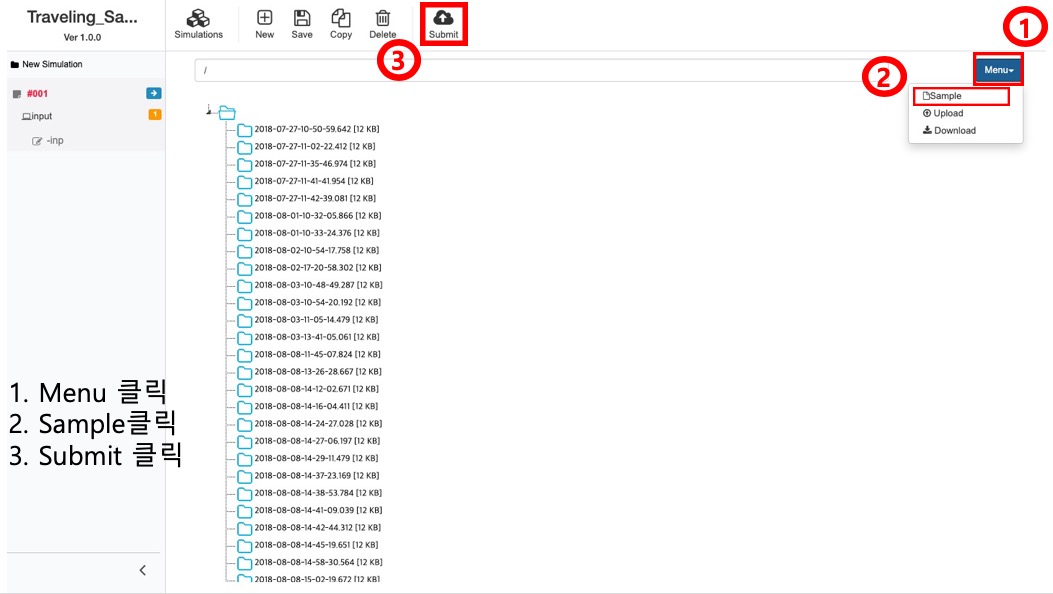 Traveling_Sa...
Ver 1.0.0
Simulations
New
Save
Copy
Delete
Submit
1
3
2
New Simulation
/
Menu
#001
Sample
input
1
Upload
-inp
Download
2018-07-27-10-50-59.642 [12 KB]
2018-07-27-11-02-22.412 [12 KB]
2018-07-27-11-35-46.974 [12 KB]
2018-07-27-11-41-41.954 [12 KB]
2018-07-27-11-42-39.081 [12 KB]
2018-08-01-10-32-05.866 [12 KB]
2018-08-01-10-33-24.376 [12 KB]
2018-08-02-10-54-17.758 [12 KB]
2018-08-02-17-20-58.302 [12 KB]
2018-08-03-10-48-49.287 [12 KB]
2018-08-03-10-54-20.192 [12 KB]
2018-08-03-11-05-14.479 [12 KB]
2018-08-03-13-41-05.061 [12 KB]
2018-08-08-11-45-07.824 [12 KB]
2018-08-08-13-26-28.667 [12 KB]
2018-08-08-14-12-02.671 [12 KB]
2018-08-08-14-16-04.411 [12 KB]
2018-08-08-14-24-27.028 [12 KB]
2018-08-08-14-27-06.197 [12 KB]
2018-08-08-14-29-11.479 [12 KB]
2018-08-08-14-37-23.169 [12 KB]
2018-08-08-14-38-53.784 [12 KB]
2018-08-08-14-41-09.039 [12 KB]
2018-08-08-14-42-44.312 [12 KB]
2018-08-08-14-45-19.651 [12 KB]
2018-08-08-14-58-30.564 [12 KB]
2018-08-08-15-02-19.672 [12 KB]
1. Menu 클릭
2. Sample클릭
3. Submit 클릭